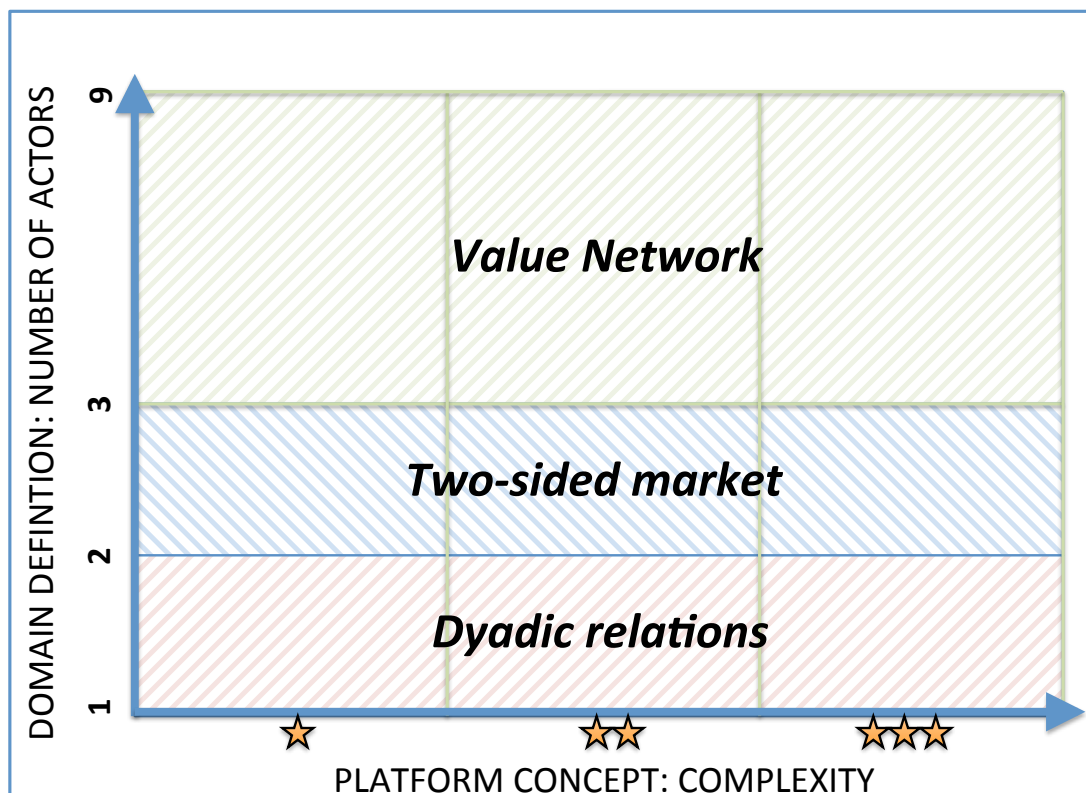 DOMAIN DEFINTION: NUMBER OF ACTORS
9
Value Network
3
Two-sided market
2
Dyadic relations
1
PLATFORM CONCEPT: COMPLEXITY